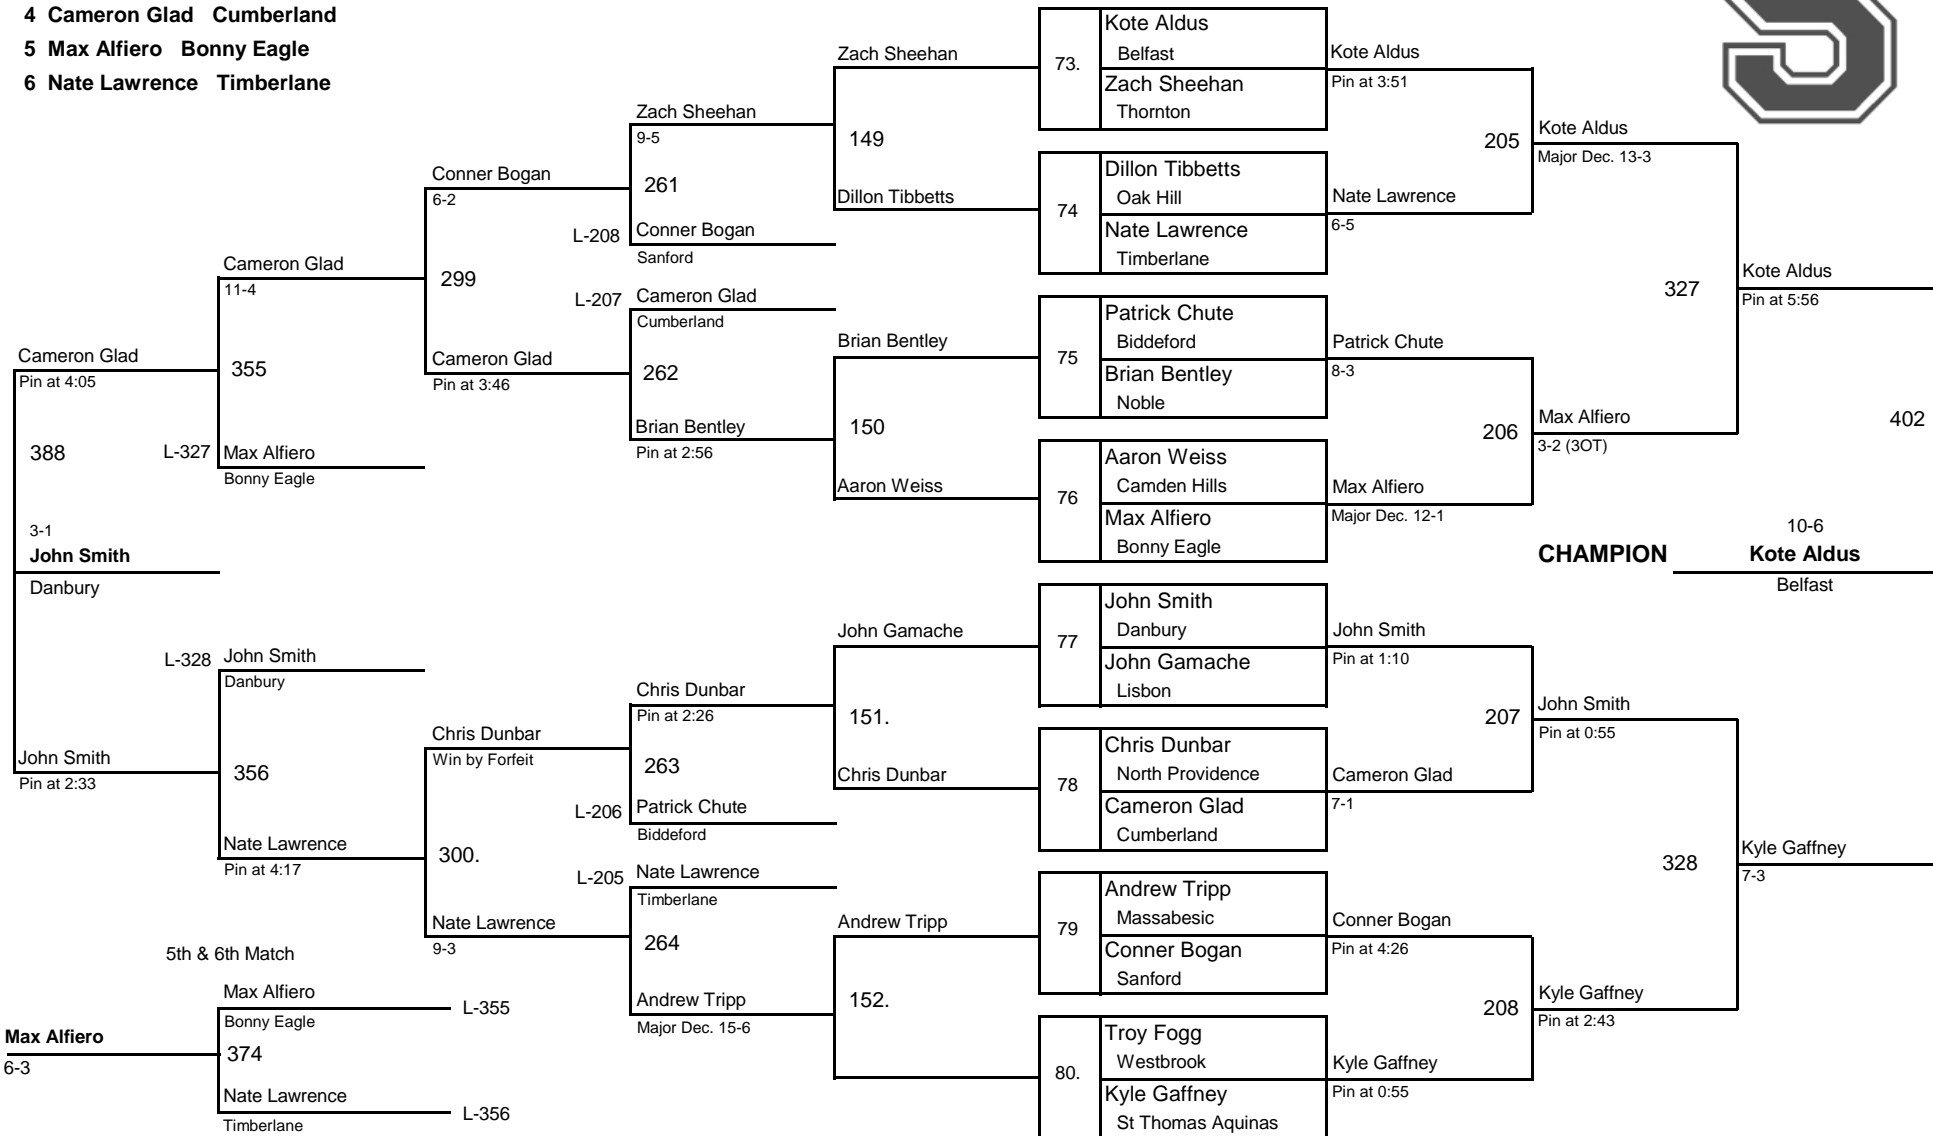 4 Cameron Glad Cumberland
5 Max Alfiero Bonny Eagle
6 Nate Lawrence Timberlane
Cameron Glad
Pin at 4:05
388
3-1
John Smith
Danbury
John Smith
Pin at 2:33
5th & 6th Match
Max Alfiero
6-3
Cameron Glad
11-4
355
L-327 Max Alfiero
Bonny Eagle
L-328 John Smith
Danbury
356
Nate Lawrence
Pin at 4:17
Max Alfiero
L-355
Bonny Eagle
374
Nate Lawrence
L-356
Timberlane
Conner Bogan
6-2
299
Cameron Glad
Pin at 3:46
Chris Dunbar
Win by Forfeit
300.
Nate Lawrence
9-3
Zach Sheehan
9-5
261
L-208 Conner Bogan
Sanford
L-207 Cameron Glad
Cumberland
262
Brian Bentley
Pin at 2:56
Chris Dunbar
Pin at 2:26
263
L-206 Patrick Chute
Biddeford
L-205 Nate Lawrence
Timberlane
264
Andrew Tripp
Major Dec. 15-6
Zach Sheehan
149
Dillon Tibbetts
Brian Bentley
150
Aaron Weiss
John Gamache
151.
Chris Dunbar
Andrew Tripp
152.
73.
Kote Aldus
Belfast
Zach Sheehan
Thornton
74
Dillon Tibbetts
Oak Hill
Nate Lawrence
Timberlane
75
Patrick Chute
Biddeford
Brian Bentley
Noble
76
Aaron Weiss
Camden Hills
Max Alfiero
Bonny Eagle
77
John Smith
Danbury
John Gamache
Lisbon
78
Chris Dunbar
North Providence
Cameron Glad
Cumberland
79
Andrew Tripp
Massabesic
Conner Bogan
Sanford
80.
Troy Fogg
Westbrook
Kyle Gaffney
St Thomas Aquinas
Kote Aldus
Pin at 3:51
205
Nate Lawrence
6-5
Patrick Chute
8-3
206
Max Alfiero
Major Dec. 12-1
John Smith
Pin at 1:10
207
Cameron Glad
7-1
Conner Bogan
Pin at 4:26
208
Kyle Gaffney
Pin at 0:55
Kote Aldus
Major Dec. 13-3
327
Max Alfiero
3-2 (3OT)
John Smith
Pin at 0:55
328
Kyle Gaffney
Pin at 2:43
Kote Aldus
Pin at 5:56
402
10-6
CHAMPION Kote Aldus
Belfast
Kyle Gaffney
7-3